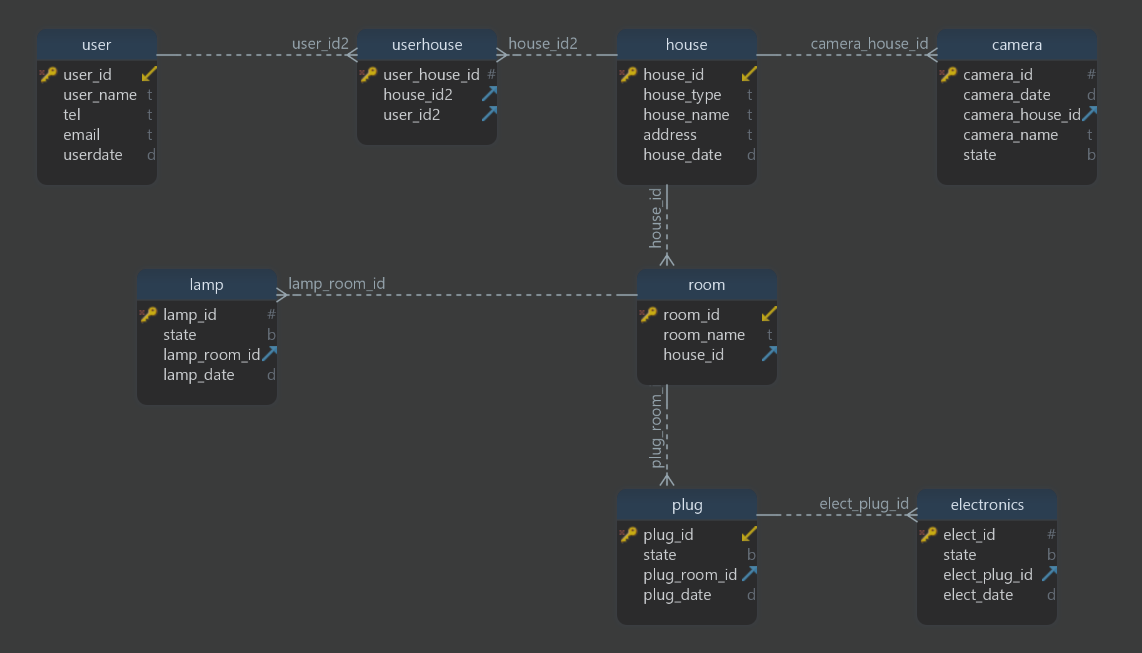 user
user_id
user_name t
tel t
email t
userdate d
user_id2
userhouse
user_house_id #
house_id2
user_id2
house_id2
house
house_id
house_type t
house_name t
address t
house_date d
camera_house_id
camera
camera_id #
camera_date d
camera_house_id
camera_name t
state b
house_id
lamp
lamp_id #
state b
lamp_room_id
lamp_date d
lamp_room_id
room
room_id
room_name t
house_id
plug_room_
plug
plug_id
state b
plug_room_id
plug_date d
elect_plug_id
electronics
elect_id #
state b
elect_plug_id
elect_date d